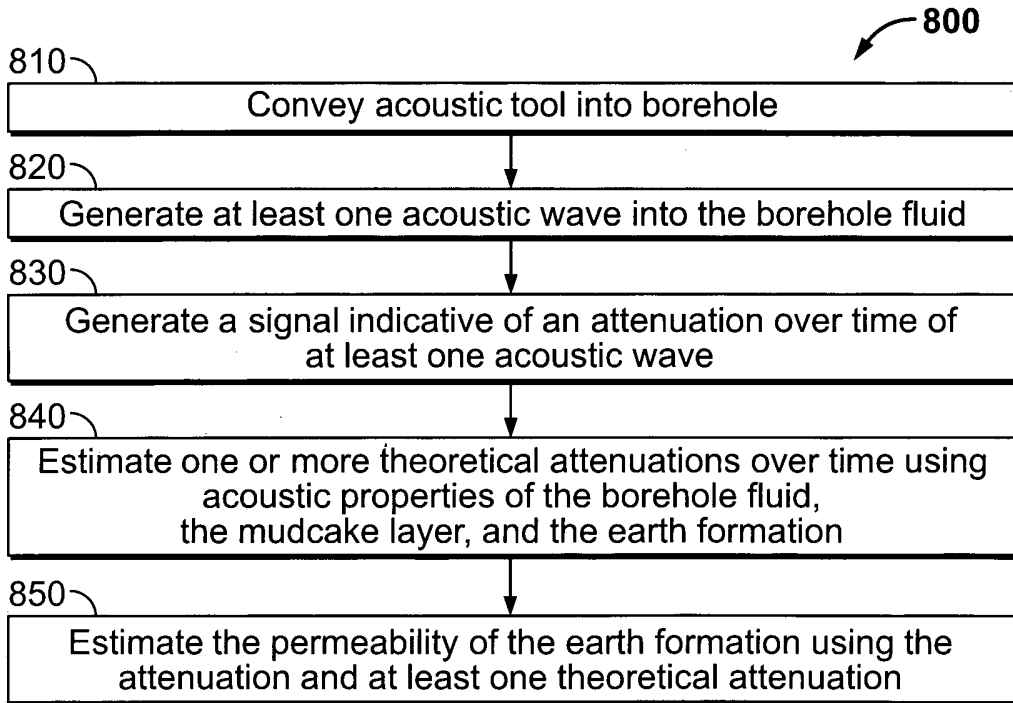 800
810
Convey acoustic tool into borehole
820
Generate at least one acoustic wave into the borehole fluid
830
Generate a signal indicative of an attenuation over time of
at least one acoustic wave
840
Estimate one or more theoretical attenuations over time using
acoustic properties of the borehole fluid,
the mudcake layer, and the earth formation
850
Estimate the permeability of the earth formation using the
attenuation and at least one theoretical attenuation